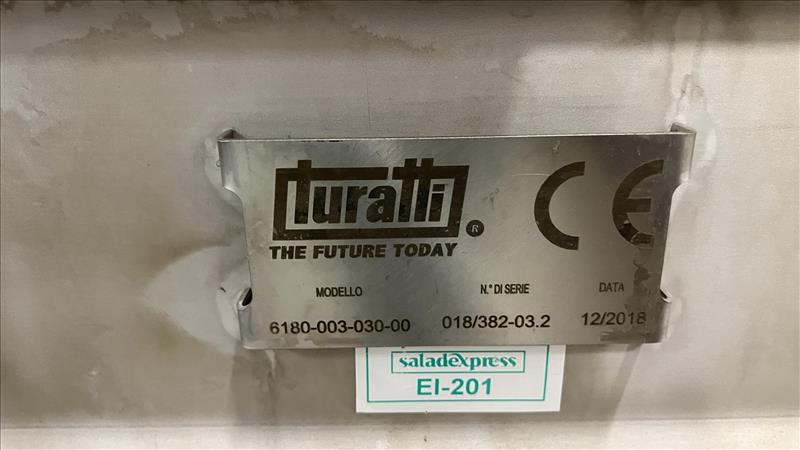 turatti ®
CE
THE FUTURE TODAY
MODELLO N.° DI SERIE DATA
6180-003-030-00 018/382-03.2 12/2018
saladexpress
EI-201